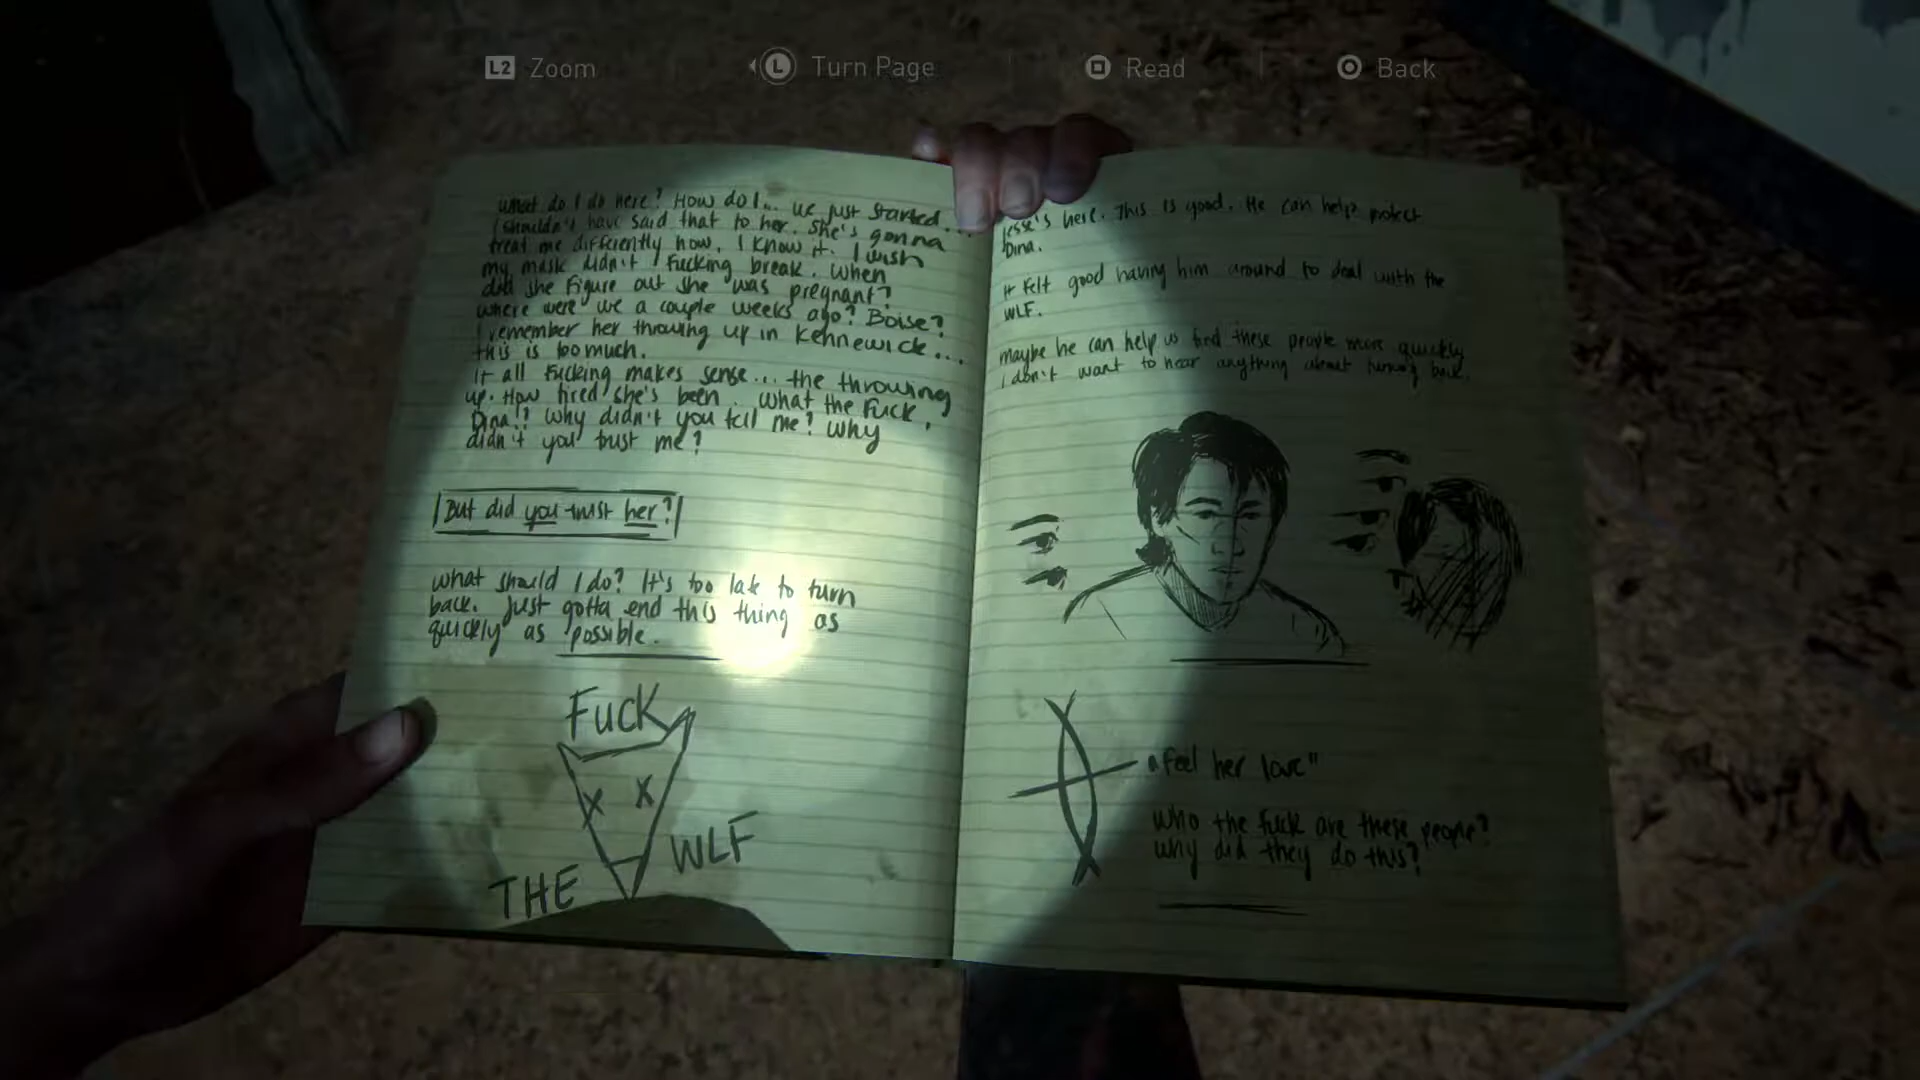 L2 Zoom
L Turn Page
Read
Back
What do I do here? How do I... we just started...
I shouldn't have said that to her. She's gonna
treat me differently now. I know it. I wish
my mask didn't fucking break. When
did she figure out she was pregnant?
where were we a couple weeks ago? Boise?
I remember her throwing up in Kennewick...
this is too much.
It all fucking makes sense... the throwing
up. How tired she's been. What the Fuck,
Dina!? Why didn't you tell me? Why
didn't you trust me?
But did you trust her?
What should I do? It's too late to turn
back. Just gotta end this thing as
quickly as possible.
Fuck
THE
WLF
Jesse's here. This is good. He can help protect
Dina.
It felt good having him around to deal with the
WLF.
maybe he can help us find these people more quickly
I don't want to hear anything about turning back.
"feel her love"
Who the fuck are these people?
why did they do this?